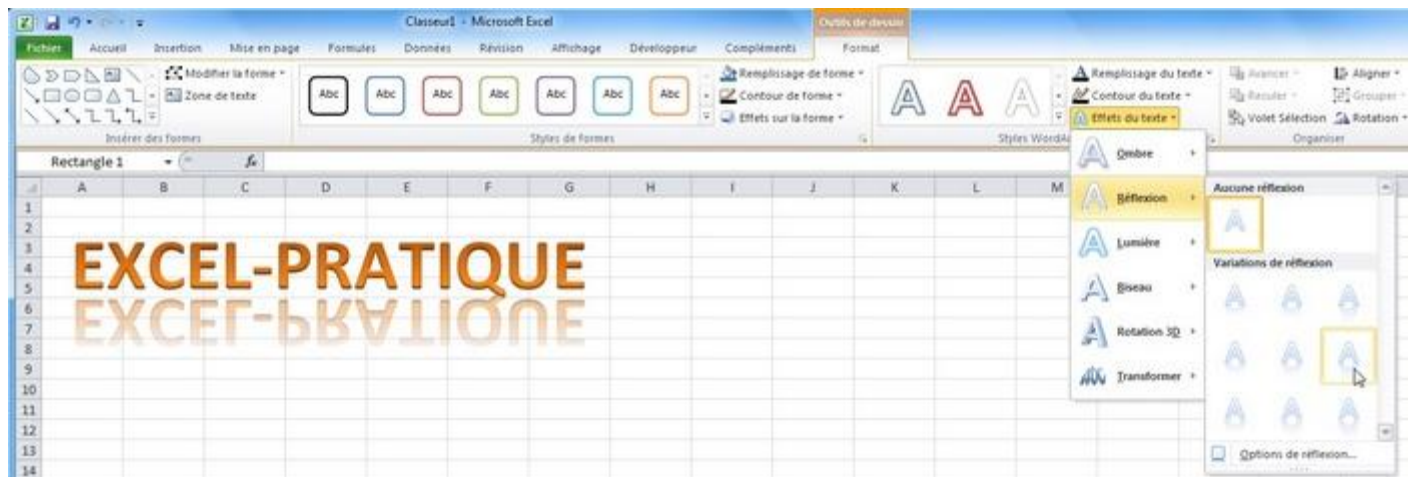 Classeur1 - Microsoft Excel
Outils de dessin
Fichier Accueil Insertion Mise en page Formules Données Révision Affichage Développeur Compléments Format
Modifier la forme
Zone de texte
Insérer des formes
Abc Abc Abc Abc Abc Abc Abc
Styles de formes
Remplissage de forme
Contour de forme
Effets sur la forme
Remplissage du texte
Contour du texte
Effets du texte
Avancer
Reculer
Volet Sélection
Aligner
Grouper
Rotation
Organiser
Rectangle 1 fx
A B C D E F G H I J K L M
1
2
3
4
5
6
7
8
9
10
11
12
13
14
EXCEL-PRATIQUE
Ombre
Réflexion
Lumière
Biseau
Rotation 3D
Transformer
Aucune réflexion
Variations de réflexion
Options de réflexion...